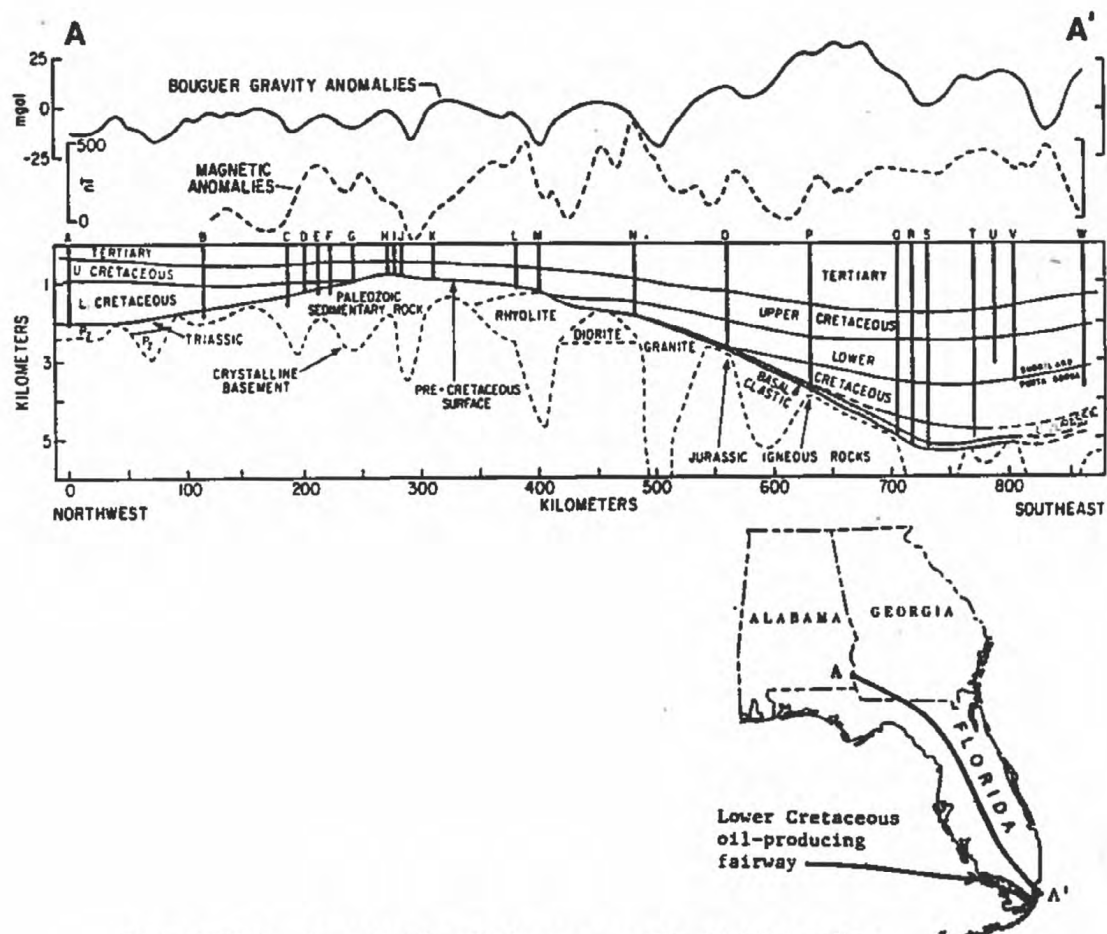 A
A'
25
0
-25
mgal
BOUGUER GRAVITY ANOMALIES
500
0
MAGNETIC
ANOMALIES
A B C D E F G H I J K L M N O P Q R S T U V W
TERTIARY
U CRETACEOUS
L. CRETACEOUS
TRIASSIC
PALEOZOIC
SEDIMENTARY ROCK
CRYSTALLINE
BASEMENT
PRE-CRETACEOUS
SURFACE
RHYOLITE
DIORITE
GRANITE
BASAL
CLASTIC
JURASSIC IGNEOUS ROCKS
TERTIARY
UPPER CRETACEOUS
LOWER
CRETACEOUS
PUNTA GORDA
1
3
5
KILOMETERS
0 100 200 300 400 500 600 700 800
NORTHWEST
KILOMETERS
SOUTHEAST
ALABAMA
GEORGIA
A
FLORIDA
Lower Cretaceous
oil-producing
fairway
A'